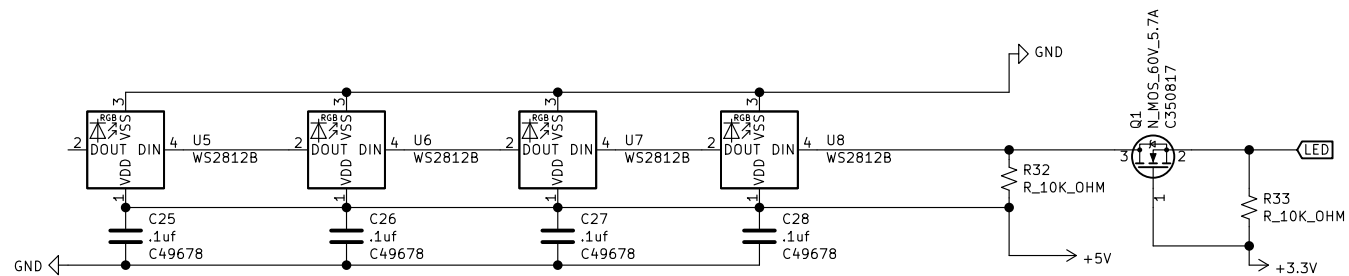 GND
Q1
N_MOS_60V_5.7A
C350817
3
RGB
VSS
2
DOUT
DIN
4
VDD
1
U5
WS2812B
3
RGB
VSS
2
DOUT
DIN
4
VDD
1
U6
WS2812B
3
RGB
VSS
2
DOUT
DIN
4
VDD
1
U7
WS2812B
3
RGB
VSS
2
DOUT
DIN
4
VDD
1
U8
WS2812B
3
2
1
LED
R32
R_10K_OHM
R33
R_10K_OHM
C25
.1uf
C49678
C26
.1uf
C49678
C27
.1uf
C49678
C28
.1uf
C49678
GND
+5V
+3.3V